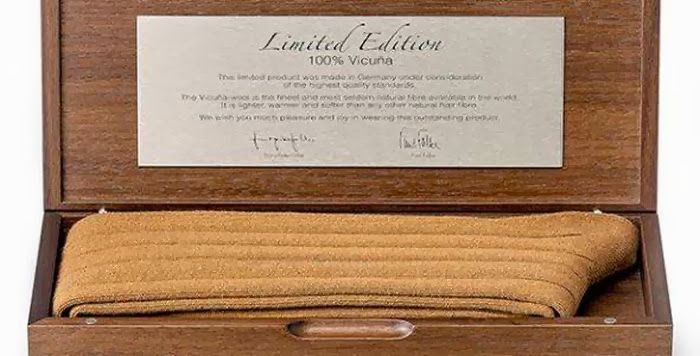 Limited Edition
100% Vicuña
This limited product was made in Germany under consideration
of the highest quality standards.
The Vicuña-wool is the finest and most seldom natural fibre available in the world.
It is lighter, warmer and softer than any other natural hair fibre.
We wish you much pleasure and joy in wearing this outstanding product.